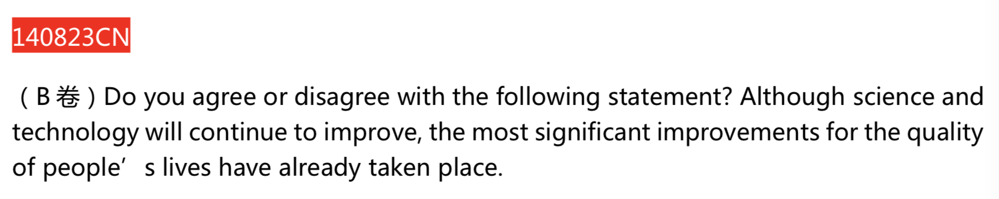 140823CN
（B 卷）Do you agree or disagree with the following statement? Although science and
technology will continue to improve, the most significant improvements for the quality
of people’ s lives have already taken place.